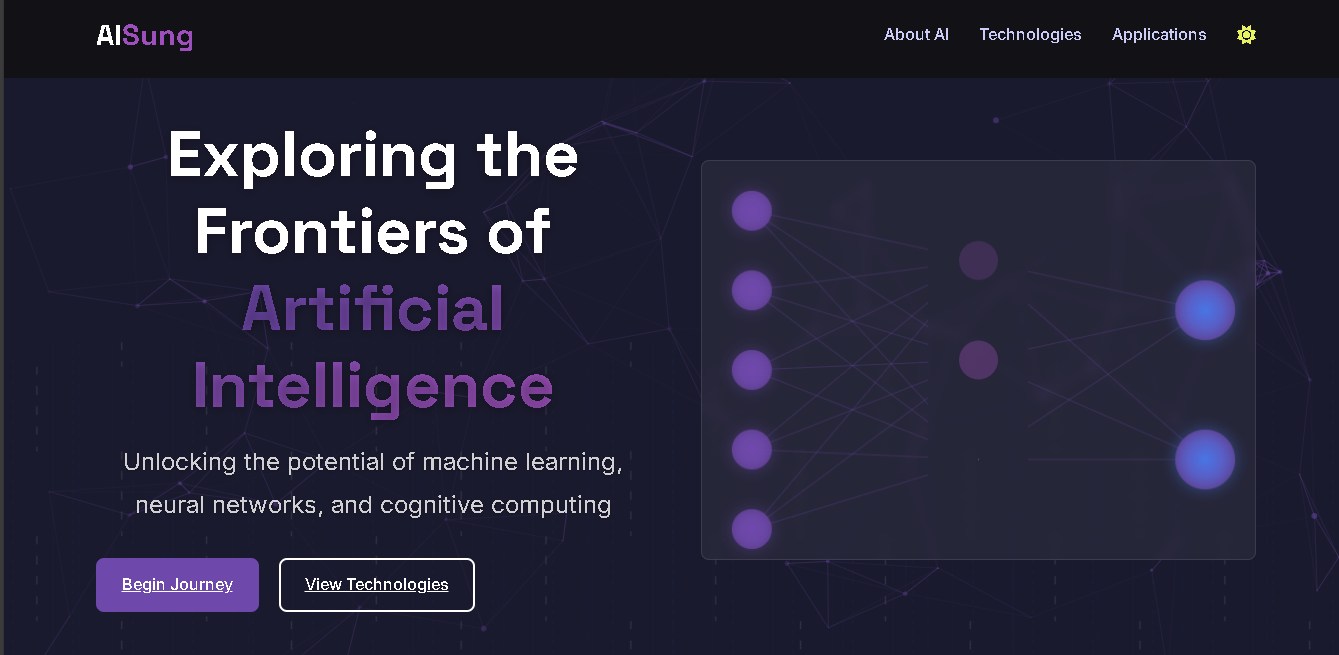 AISung
About AI
Technologies
Applications
Exploring the
Frontiers of
Artificial
Intelligence
Unlocking the potential of machine learning,
neural networks, and cognitive computing
Begin Journey
View Technologies